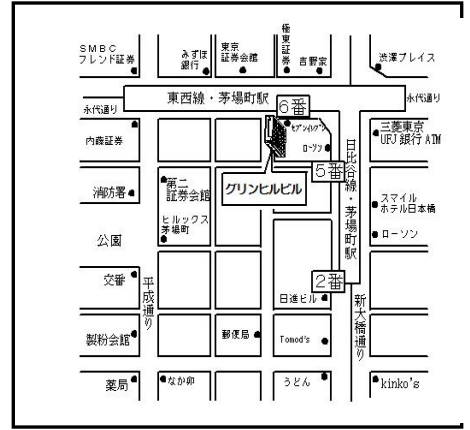 SMBC
フレンド証券
みずほ
銀行
東京
証券会館
極東証券
吉野家
渋澤プレイス
永代通り
東西線・茅場町駅
6番
永代通り
内藤証券
セブンイレブン
ローソン
三菱東京
UFJ銀行ATM
5番
日比谷線・茅場町駅
消防署
第二
証券会館
グリンヒルビル
スマイル
ホテル日本橋
ヒルックス
茅場町
ローソン
公園
交番
平成通り
2番
日進ビル
新大橋通り
製粉会館
郵便局
Tomod's
薬局
なか卯
うどん
kinko's